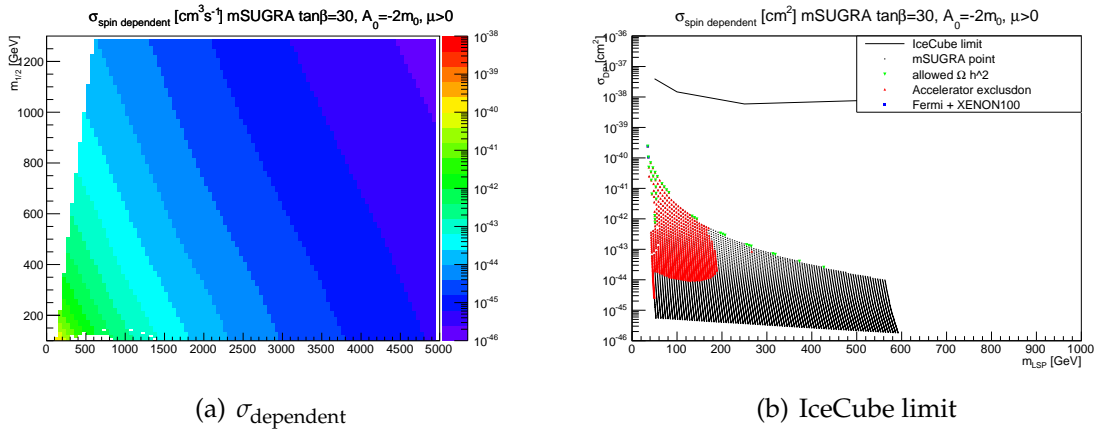 σspin dependent [cm³s⁻¹] mSUGRA tanβ=30, A₀=-2m₀, μ>0
m1/2 [GeV]
1200
1000
800
600
400
200
0 500 1000 1500 2000 2500 3000 3500 4000 4500 5000
10⁻³⁸
10⁻³⁹
10⁻⁴⁰
10⁻⁴¹
10⁻⁴²
10⁻⁴³
10⁻⁴⁴
10⁻⁴⁵
10⁻⁴⁶
(a) σdependent
σspin dependent [cm²] mSUGRA tanβ=30, A₀=-2m₀, μ>0
[cm²]
10⁻³⁶
10⁻³⁷
10⁻³⁸
10⁻³⁹
10⁻⁴⁰
10⁻⁴¹
10⁻⁴²
10⁻⁴³
10⁻⁴⁴
10⁻⁴⁵
10⁻⁴⁶
IceCube limit
mSUGRA point
allowed Ω h^2
Accelerator exclusdon
Fermi + XENON100
0 100 200 300 400 500 600 700 800 900 1000
mLSP [GeV]
(b) IceCube limit